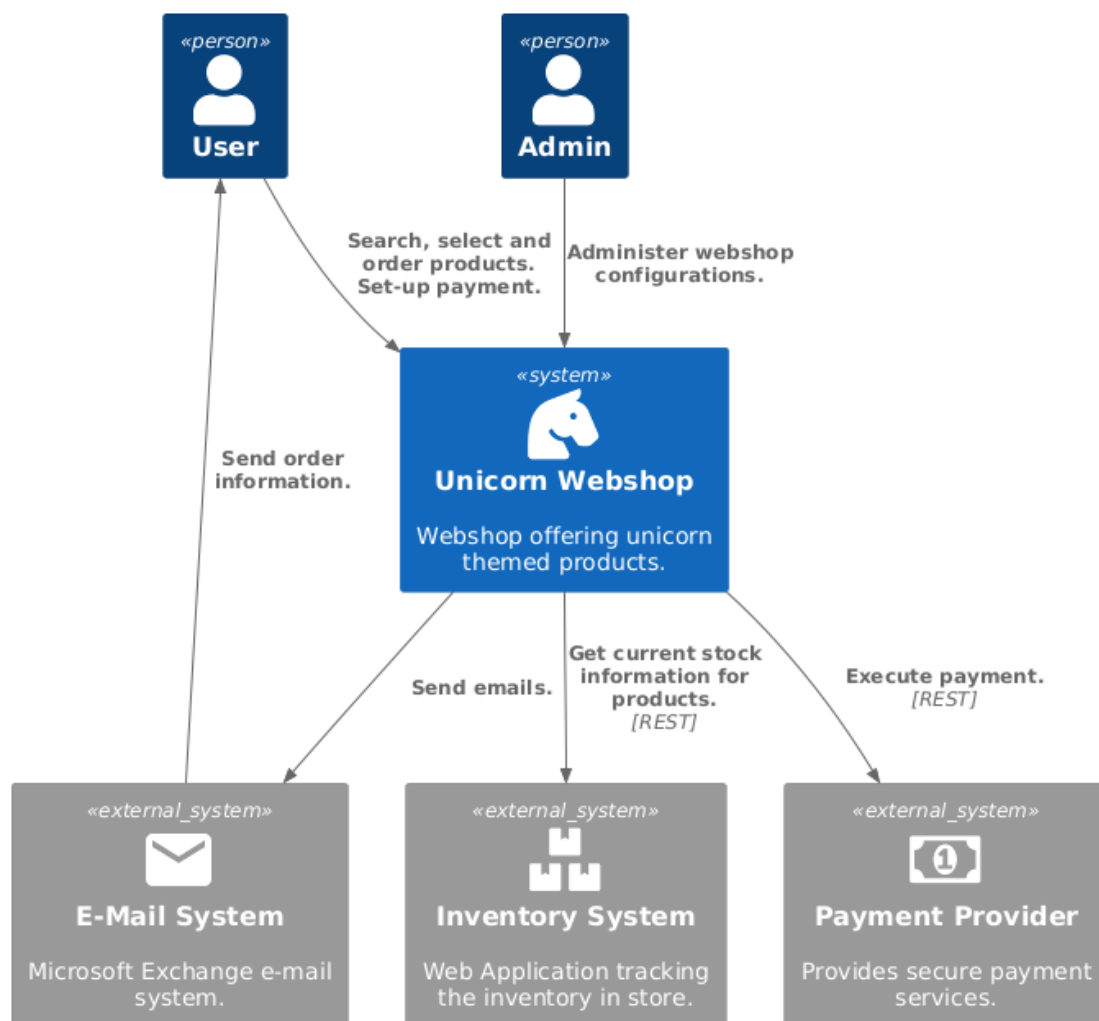 «person»
User
«person»
Admin
Search, select and
order products.
Set-up payment.
Administer webshop
configurations.
«system»
Unicorn Webshop
Webshop offering unicorn
themed products.
Send order
information.
Send emails.
Get current stock
information for
products.
[REST]
Execute payment.
[REST]
«external_system»
E-Mail System
Microsoft Exchange e-mail
system.
«external_system»
Inventory System
Web Application tracking
the inventory in store.
«external_system»
1
Payment Provider
Provides secure payment
services.